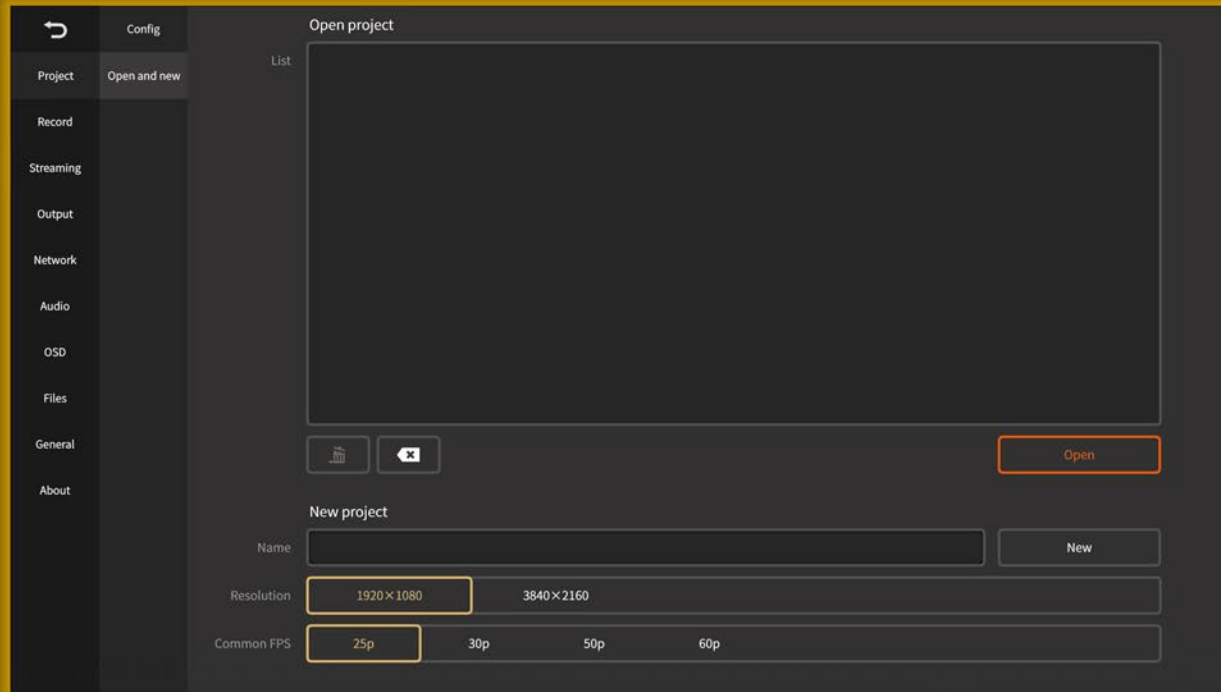 Config
Project
Open and new
Record
Streaming
Output
Network
Audio
OSD
Files
General
About
Open project
List
Open
New project
Name
New
Resolution
1920×1080
3840×2160
Common FPS
25p
30p
50p
60p